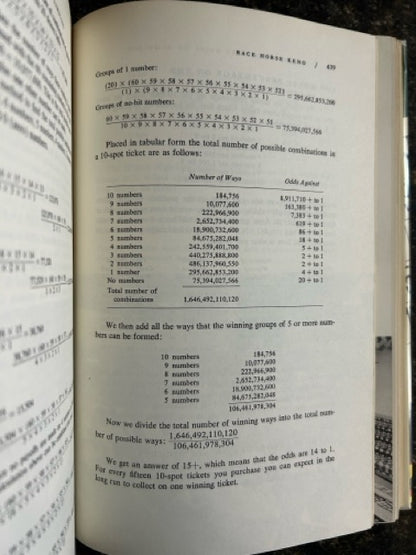 RACE HORSE KENO / 439
Groups of 1 number:
(20) × (60 × 59 × 58 × 57 × 56 × 55 × 54 × 53 × 52)
(1) × (9 × 8 × 7 × 6 × 5 × 4 × 3 × 2 × 1) = 295,662,853,200
Groups of no-hit numbers:
60 × 59 × 58 × 57 × 56 × 55 × 54 × 53 × 52 × 51
10 × 9 × 8 × 7 × 6 × 5 × 4 × 3 × 2 × 1 = 75,394,027,566
Placed in tabular form the total number of possible combinations in
a 10-spot ticket are as follows:
Number of Ways Odds Against
10 numbers 184,756 8,911,710 + to 1
9 numbers 10,077,600 163,380 + to 1
8 numbers 222,966,900 7,383 + to 1
7 numbers 2,652,734,400 619 + to 1
6 numbers 18,900,732,600 86 + to 1
5 numbers 84,675,282,048 18 + to 1
4 numbers 242,559,401,700 5 + to 1
3 numbers 440,275,888,800 2 + to 1
2 numbers 486,137,960,550 2 + to 1
1 number 295,662,853,200 4 + to 1
No numbers 75,394,027,566 20 + to 1
Total number of
combinations 1,646,492,110,120
We then add all the ways that the winning groups of 5 or more num-
bers can be formed:
10 numbers 184,756
9 numbers 10,077,600
8 numbers 222,966,900
7 numbers 2,652,734,400
6 numbers 18,900,732,600
5 numbers 84,675,282,048
106,461,978,304
Now we divide the total number of winning ways into the total num-
ber of possible ways: 1,646,492,110,120
106,461,978,304
We get an answer of 15+, which means that the odds are 14 to 1.
For every fifteen 10-spot tickets you purchase you can expect in the
long run to collect on one winning ticket.